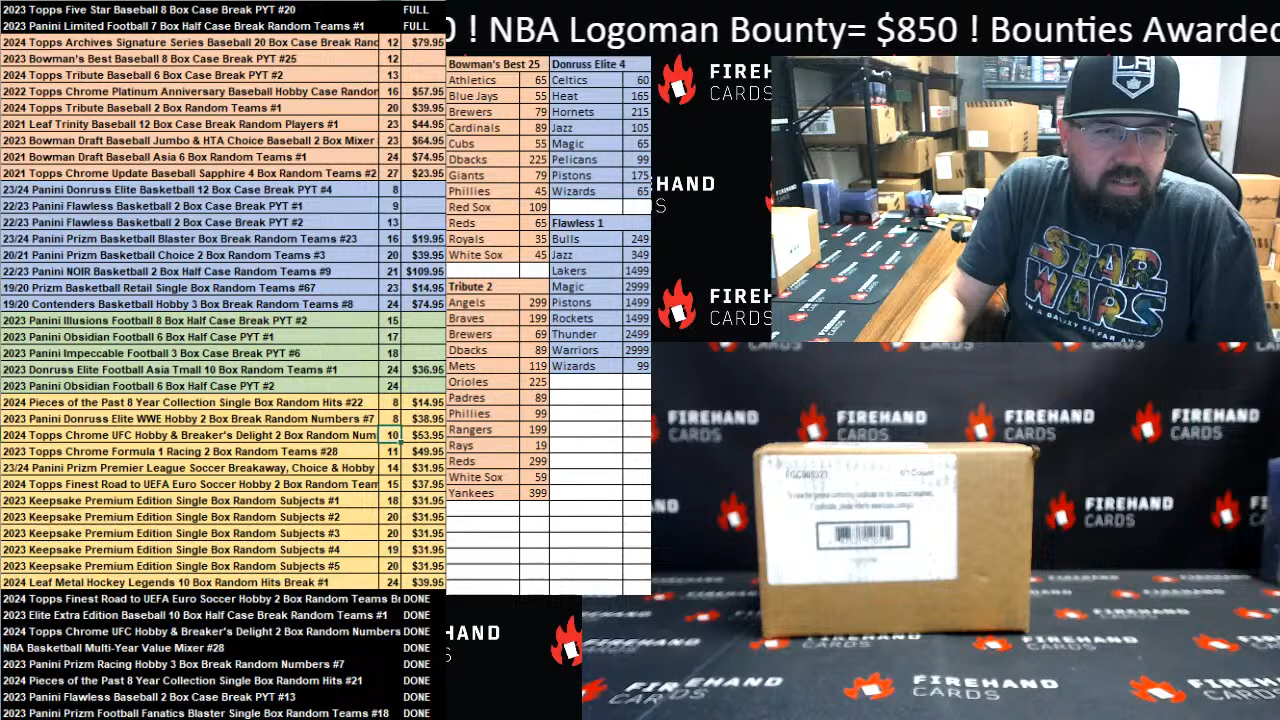 2023 Topps Five Star Baseball 8 Box Case Break PYT #20 FULL
2023 Panini Limited Football 7 Box Half Case Break Random Teams #1 FULL
2024 Topps Archives Signature Series Baseball 20 Box Case Break Ranc 12 $79.95
2023 Bowman's Best Baseball 8 Box Case Break PYT #25 12
2024 Topps Tribute Baseball 6 Box Case Break PYT #2 13
2022 Topps Chrome Platinum Anniversary Baseball Hobby Case Randor 16 $57.95
2024 Topps Tribute Baseball 2 Box Random Teams #1 20 $39.95
2021 Leaf Trinity Baseball 12 Box Case Break Random Players #1 23 $44.95
2023 Bowman Draft Baseball Jumbo & HTA Choice Baseball 2 Box Mixer 23 $64.95
2021 Bowman Draft Baseball Asia 6 Box Random Teams #1 24 $74.95
2021 Topps Chrome Update Baseball Sapphire 4 Box Random Teams #2 27 $23.95
23/24 Panini Donruss Elite Basketball 12 Box Case Break PYT #4 8
22/23 Panini Flawless Basketball 2 Box Case Break PYT #1 9
22/23 Panini Flawless Basketball 2 Box Case Break PYT #2 13
23/24 Panini Prizm Basketball Blaster Box Break Random Teams #23 16 $19.95
20/21 Panini Prizm Basketball Choice 2 Box Random Teams #3 20 $39.95
22/23 Panini NOIR Basketball 2 Box Half Case Random Teams #9 21 $109.95
19/20 Prizm Basketball Retail Single Box Random Teams #67 23 $14.95
19/20 Contenders Basketball Hobby 3 Box Break Random Teams #8 24 $74.95
2023 Panini Illusions Football 8 Box Half Case Break PYT #2 15
2023 Panini Obsidian Football 6 Box Half Case PYT #1 17
2023 Panini Impeccable Football 3 Box Case Break PYT #6 18
2023 Donruss Elite Football Asia Tmall 10 Box Random Teams #1 24 $36.95
2023 Panini Obsidian Football 6 Box Half Case PYT #2 24
2024 Pieces of the Past 8 Year Collection Single Box Random Hits #22 8 $14.95
2023 Panini Donruss Elite WWE Hobby 2 Box Break Random Numbers #7 8 $38.95
2024 Topps Chrome UFC Hobby & Breaker's Delight 2 Box Random Num 10 $53.95
2024 Topps Chrome Formula 1 Racing 2 Box Random Teams #28 11 $49.95
23/24 Panini Prizm Premier League Soccer Breakaway, Choice & Hobby 14 $31.95
2024 Topps Finest Road to UEFA Euro Soccer Hobby 2 Box Random Team 15 $37.95
2023 Keepsake Premium Edition Single Box Random Subjects #1 18 $31.95
2023 Keepsake Premium Edition Single Box Random Subjects #2 20 $31.95
2023 Keepsake Premium Edition Single Box Random Subjects #3 20 $31.95
2023 Keepsake Premium Edition Single Box Random Subjects #4 19 $31.95
2023 Keepsake Premium Edition Single Box Random Subjects #5 20 $31.95
2024 Leaf Metal Hockey Legends 10 Box Random Hits Break #1 24 $39.95
2024 Topps Finest Road to UEFA Euro Soccer Hobby 2 Box Random Teams Br DONE
2023 Elite Extra Edition Baseball 10 Box Half Case Break Random Teams #1 DONE
2024 Topps Chrome UFC Hobby & Breaker's Delight 2 Box Random Numbers DONE
NBA Basketball Multi-Year Value Mixer #28 DONE
2023 Panini Prizm Racing Hobby 3 Box Break Random Numbers #7 DONE
2024 Pieces of the Past 8 Year Collection Single Box Random Hits #21 DONE
2023 Panini Flawless Baseball 2 Box Case Break PYT #13 DONE
2023 Panini Prizm Football Fanatics Blaster Single Box Random Teams #18 DONE
0 ! NBA Logoman Bounty= $850 ! Bounties Awarded
Bowman's Best 25
Athletics 65
Blue Jays 55
Brewers 79
Cardinals 89
Cubs 55
Dbacks 225
Giants 79
Phillies 45
Red Sox 109
Reds 65
Royals 35
White Sox 45
Tribute 2
Angels 299
Braves 199
Brewers 69
Dbacks 89
Mets 119
Orioles 225
Padres 89
Phillies 99
Rangers 199
Rays 19
Reds 299
White Sox 59
Yankees 399
Donruss Elite 4
Celtics 60
Heat 165
Hornets 215
Jazz 105
Magic 65
Pelicans 99
Pistons 175
Wizards 65
Flawless 1
Bulls 249
Jazz 349
Lakers 1499
Magic 2999
Pistons 1499
Rockets 1499
Thunder 2499
Warriors 2999
Wizards 99
FIREH
CARDS
EHAND
S
FIREH
CARDS
EHAND
LA
STAR
WARS
IN A GALAXY FAR FAR AWA
FIREHAND
CARDS
FIREHAND
CARDS
FIREHAND
CARDS
FIREHAND
CARDS
FIREHAND
CARDS